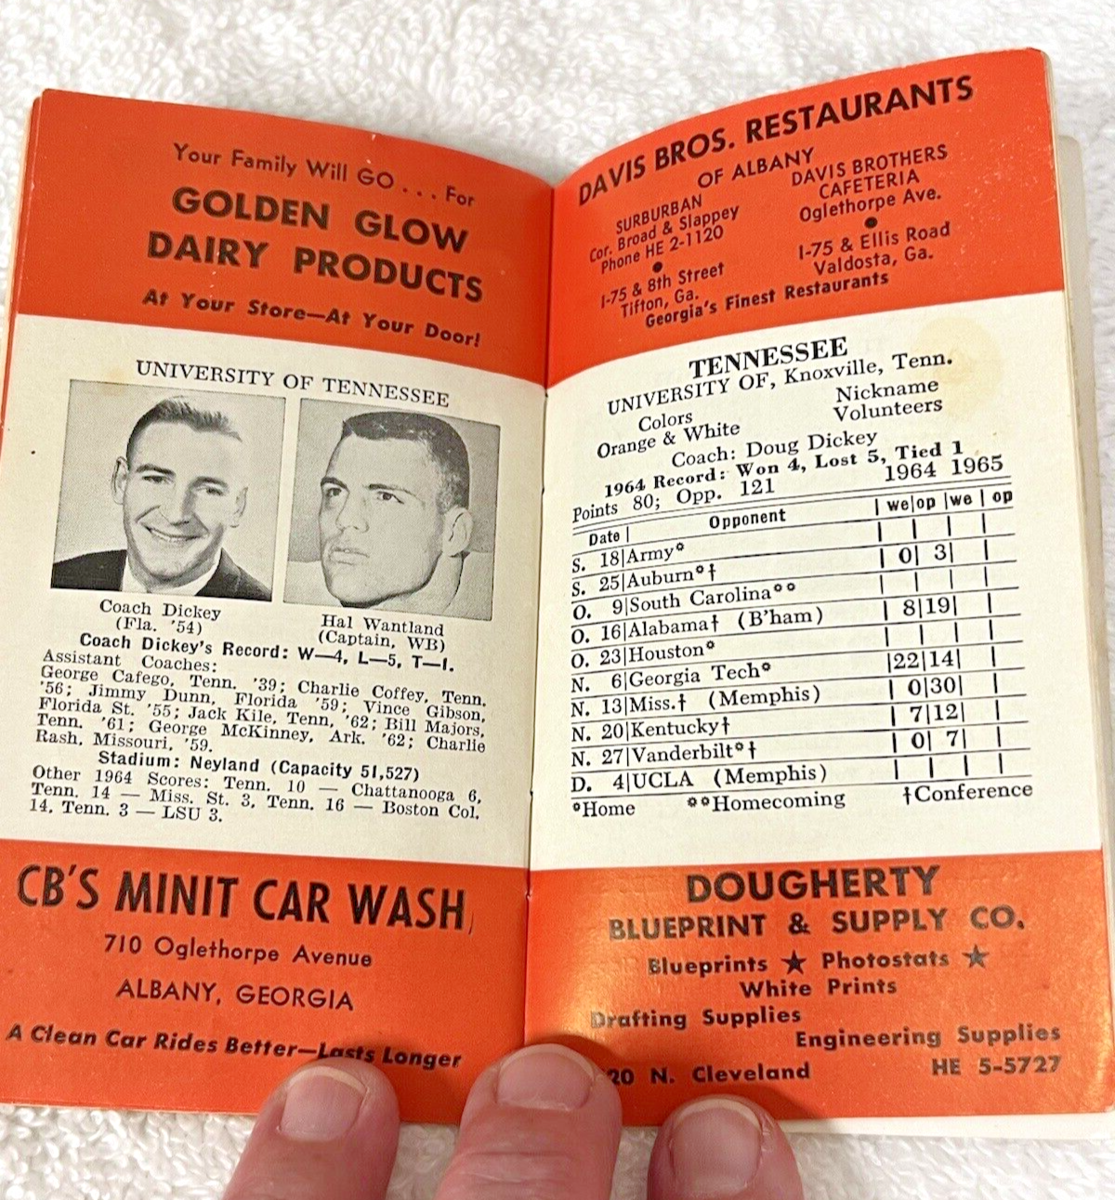 Your Family Will GO . . . For
GOLDEN GLOW
DAIRY PRODUCTS
At Your Store—At Your Door!
UNIVERSITY OF TENNESSEE
Coach Dickey
(Fla. '54)
Hal Wantland
(Captain, WB)
Coach Dickey's Record: W—4, L—5, T—1.
Assistant Coaches:
George Cafego, Tenn. '39; Charlie Coffey, Tenn.
'56; Jimmy Dunn, Florida '59; Vince Gibson,
Florida St. '55; Jack Kile, Tenn, '62; Bill Majors,
Tenn. '61; George McKinney, Ark. '62; Charlie
Rash, Missouri, '59.
Stadium: Neyland (Capacity 51,527)
Other 1964 Scores: Tenn. 10 — Chattanooga 6,
Tenn. 14 — Miss. St. 3, Tenn. 16 — Boston Col.
14, Tenn. 3 — LSU 3.
CB'S MINIT CAR WASH
710 Oglethorpe Avenue
ALBANY, GEORGIA
A Clean Car Rides Better—Lasts Longer
DAVIS BROS. RESTAURANTS
OF ALBANY
SURBURBAN
Cor. Broad & Slappey
Phone HE 2-1120
I-75 & 8th Street
Tifton, Ga.
DAVIS BROTHERS
CAFETERIA
Oglethorpe Ave.
I-75 & Ellis Road
Valdosta, Ga.
Georgia's Finest Restaurants
TENNESSEE
UNIVERSITY OF, Knoxville, Tenn.
Colors
Orange & White
Nickname
Volunteers
Coach: Doug Dickey
1964 Record: Won 4, Lost 5, Tied 1
Points 80; Opp. 121 1964 1965
Date | Opponent | we|op |we | op
S. 18|Army* | | | |
S. 25|Auburn*† | 0| 3| |
O. 9|South Carolina** | | | |
O. 16|Alabama† (B'ham) | 8|19| |
O. 23|Houston* | | | |
N. 6|Georgia Tech* |22|14| |
N. 13|Miss.† (Memphis) | 0|30| |
N. 20|Kentucky† | 7|12| |
N. 27|Vanderbilt*† | 0| 7| |
D. 4|UCLA (Memphis) | | | |
*Home **Homecoming †Conference
DOUGHERTY
BLUEPRINT & SUPPLY CO.
Blueprints ★ Photostats ★
White Prints
Drafting Supplies
Engineering Supplies
20 N. Cleveland HE 5-5727